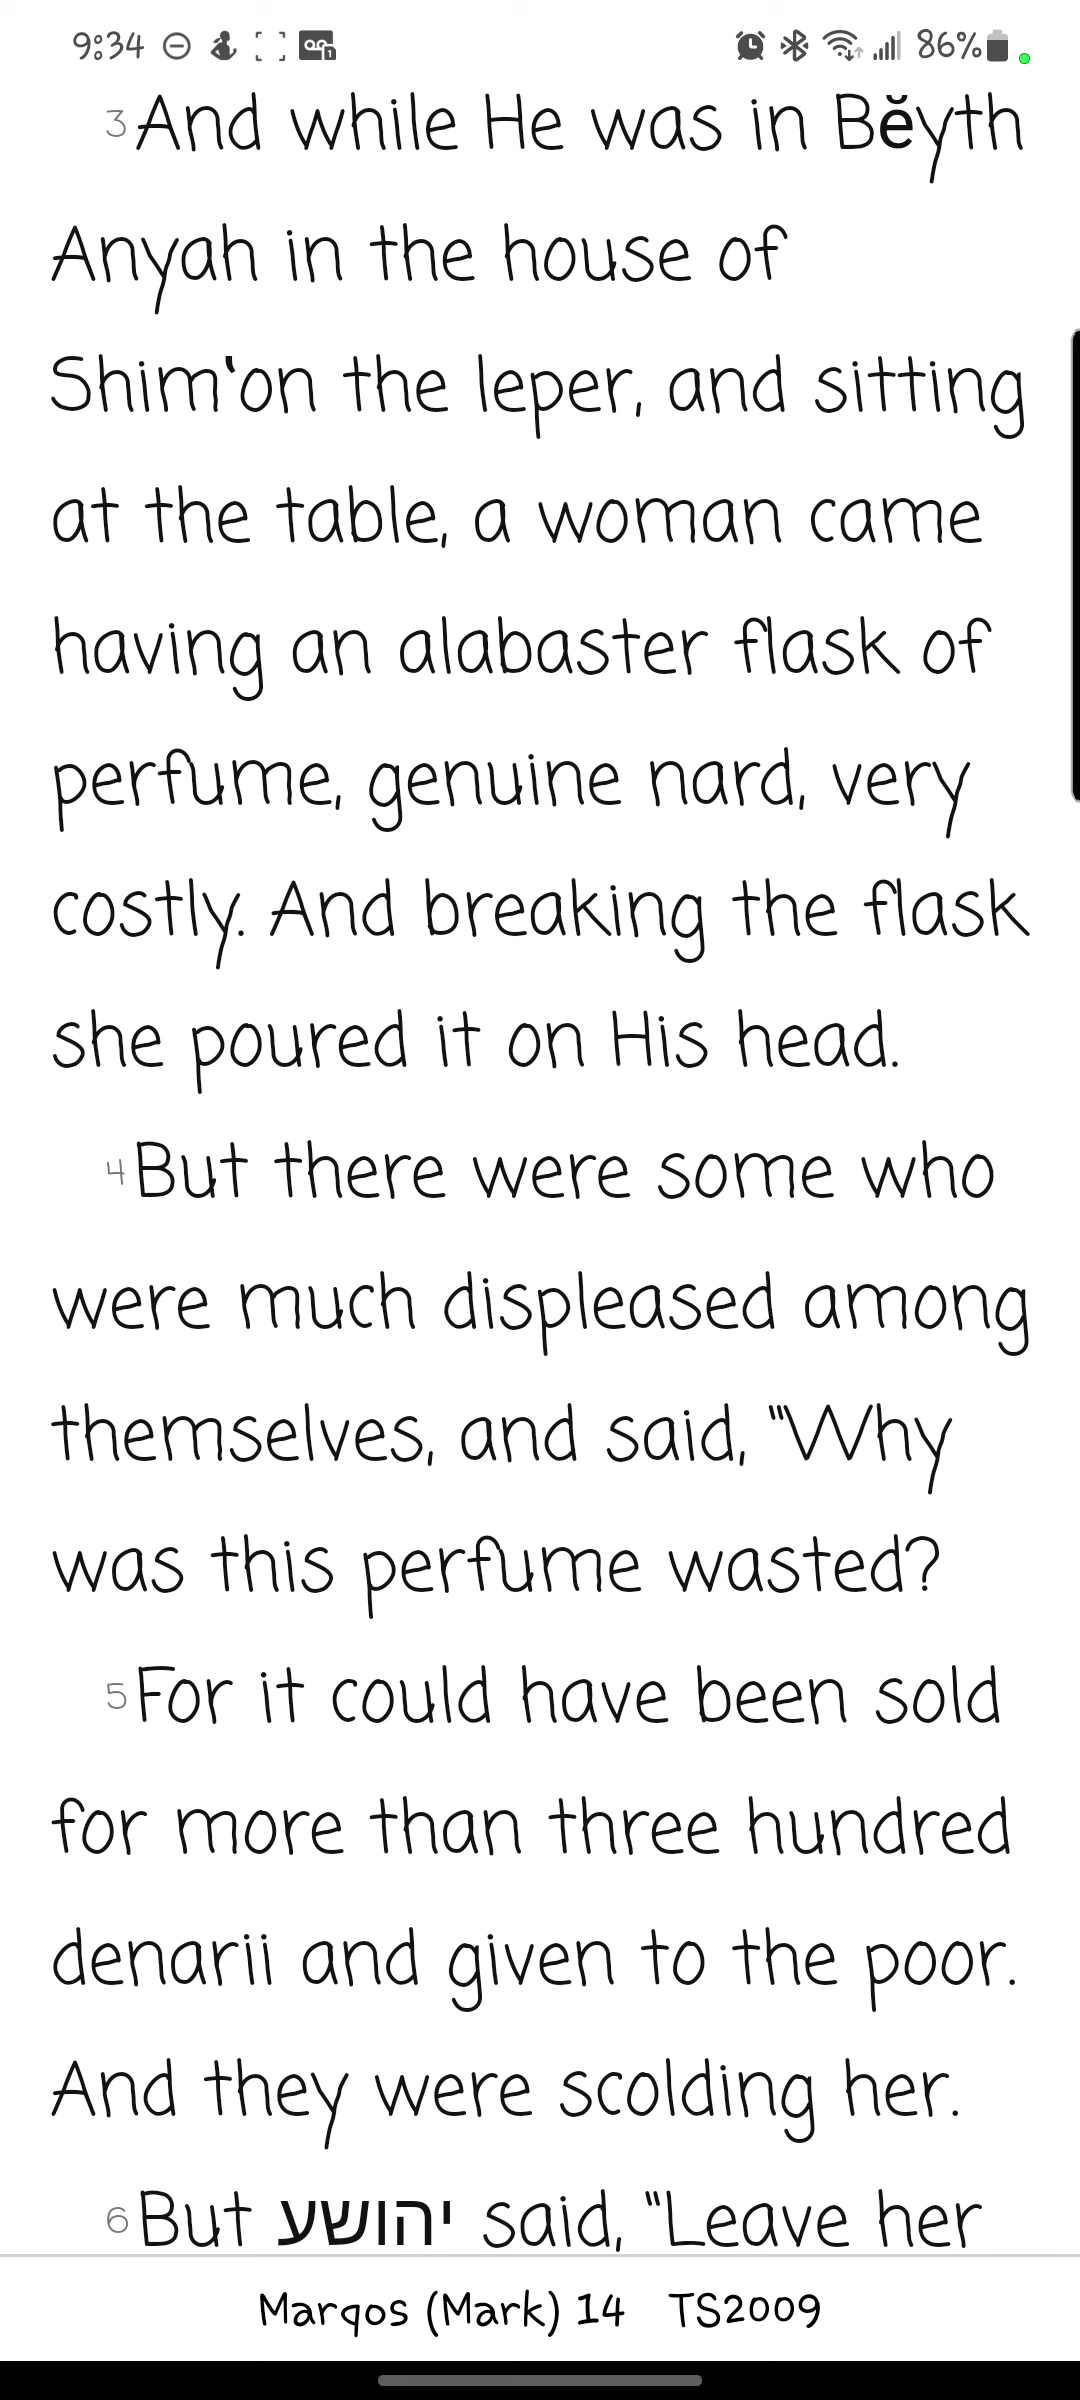 9:34 86%
3 And while He was in Bĕyth
Anyah in the house of
Shim‛on the leper, and sitting
at the table, a woman came
having an alabaster flask of
perfume, genuine nard, very
costly. And breaking the flask
she poured it on His head.
4 But there were some who
were much displeased among
themselves, and said, "Why
was this perfume wasted?
5 For it could have been sold
for more than three hundred
denarii and given to the poor.
And they were scolding her.
6 But יהושע said, "Leave her
Marqos (Mark) 14 TS2009